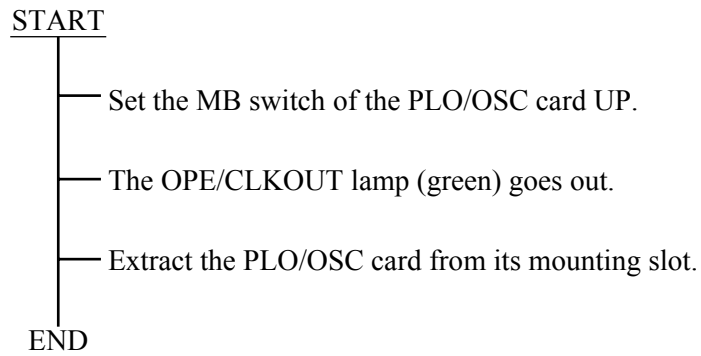 START
Set the MB switch of the PLO/OSC card UP.
The OPE/CLKOUT lamp (green) goes out.
Extract the PLO/OSC card from its mounting slot.
END